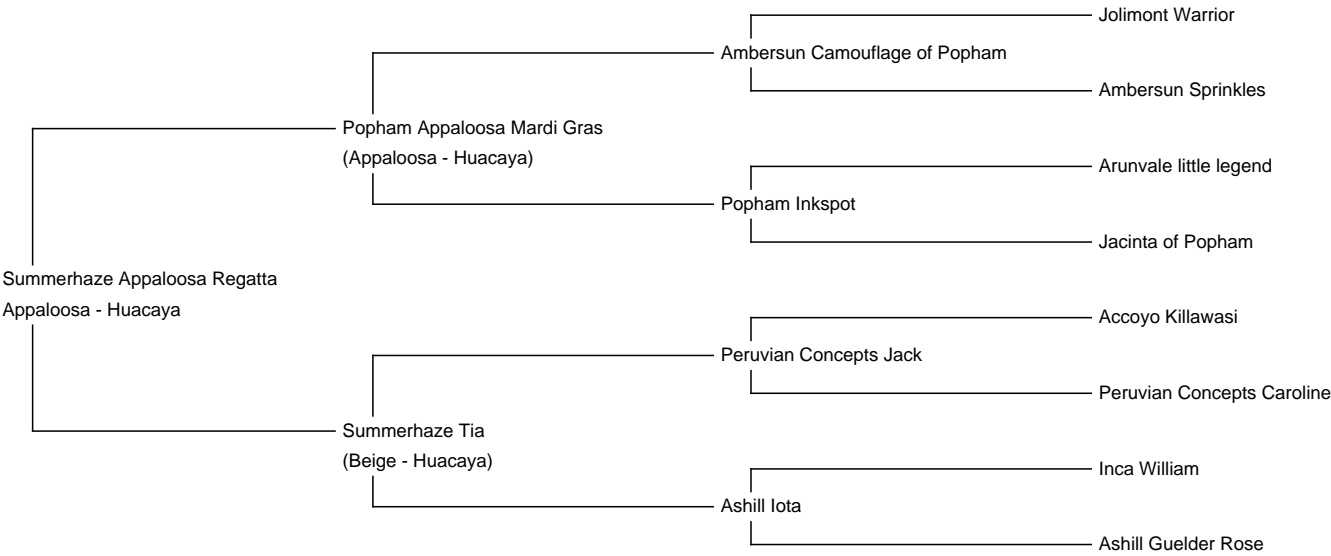 Jolimont Warrior
Ambersun Camouflage of Popham
Ambersun Sprinkles
Popham Appaloosa Mardi Gras
(Appaloosa - Huacaya)
Arunvale little legend
Popham Inkspot
Jacinta of Popham
Summerhaze Appaloosa Regatta
Appaloosa - Huacaya
Accoyo Killawasi
Peruvian Concepts Jack
Peruvian Concepts Caroline
Summerhaze Tia
(Beige - Huacaya)
Inca William
Ashill Iota
Ashill Guelder Rose